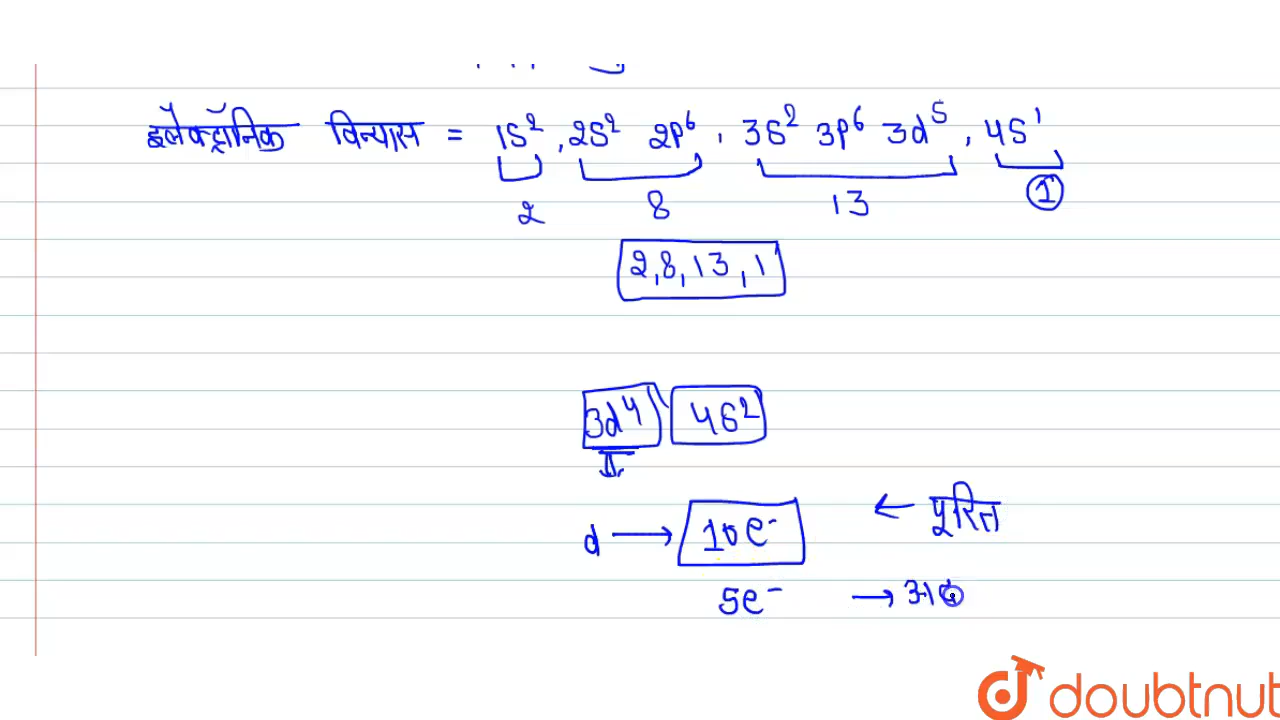 इलैक्ट्रॉनिक विन्यास = 1s², 2s² 2p⁶, 3s² 3p⁶ 3d⁵, 4s¹
2 8 13 1
2,8,13,1
3d⁴ 4s²
d → 10e⁻ ← पूरित
5e⁻ →
doubtnut